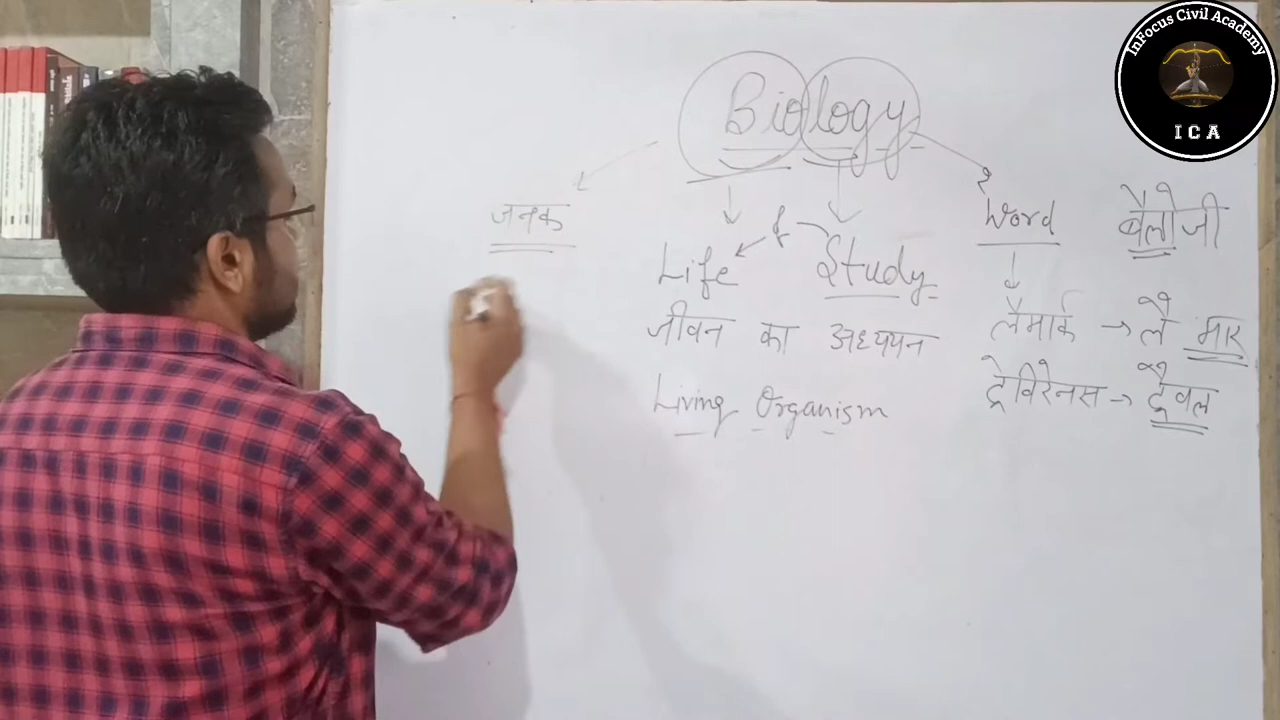 InFocus Civil Academy
ICA
Biology
जनक
Word
बैलोजी
&
Life
Study
जीवन का अध्ययन
लैमार्क → लै मार
ट्रेविरेनस → ट्रैवल
Living Organism